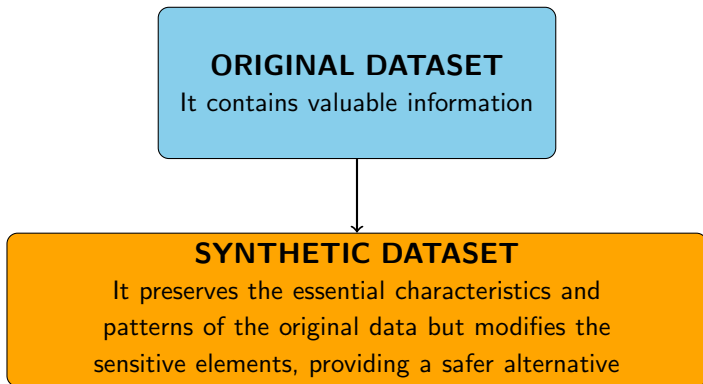 ORIGINAL DATASET
It contains valuable information
SYNTHETIC DATASET
It preserves the essential characteristics and
patterns of the original data but modifies the
sensitive elements, providing a safer alternative